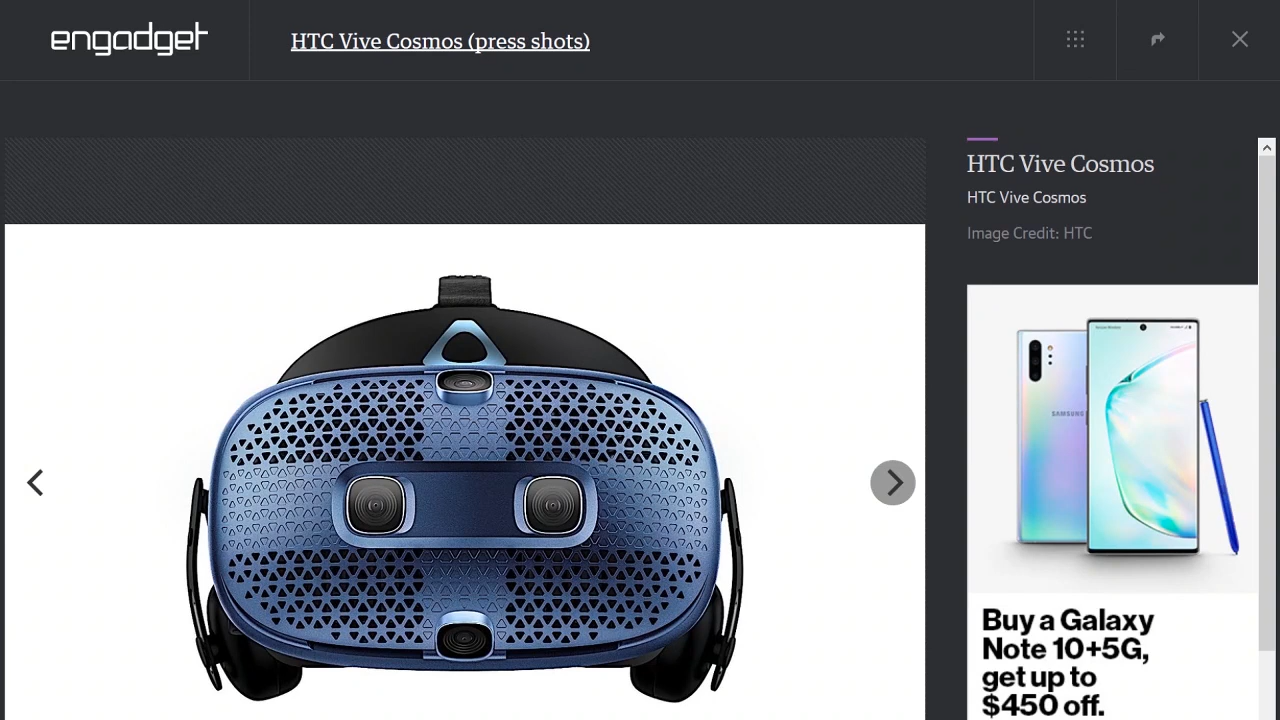 engadget
HTC Vive Cosmos (press shots)
HTC Vive Cosmos
HTC Vive Cosmos
Image Credit: HTC
SAMSUNG
Buy a Galaxy
Note 10+5G,
get up to
$450 off.